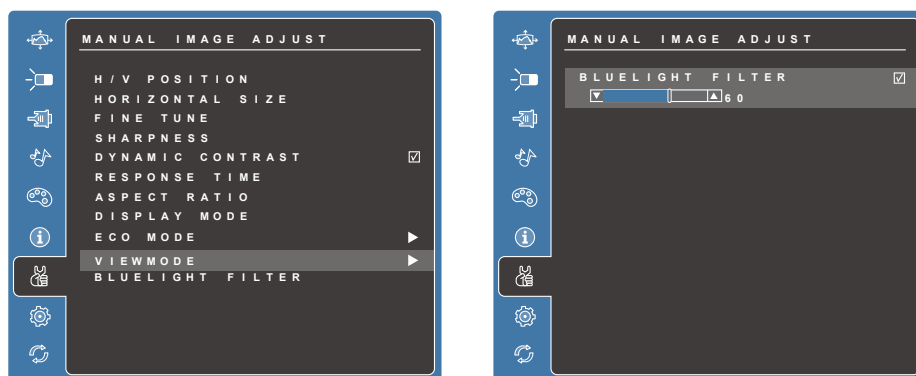 MANUAL IMAGE ADJUST
H/V POSITION
HORIZONTAL SIZE
FINE TUNE
SHARPNESS
DYNAMIC CONTRAST
RESPONSE TIME
ASPECT RATIO
DISPLAY MODE
ECO MODE
VIEWMODE
BLUELIGHT FILTER
MANUAL IMAGE ADJUST
BLUELIGHT FILTER
60